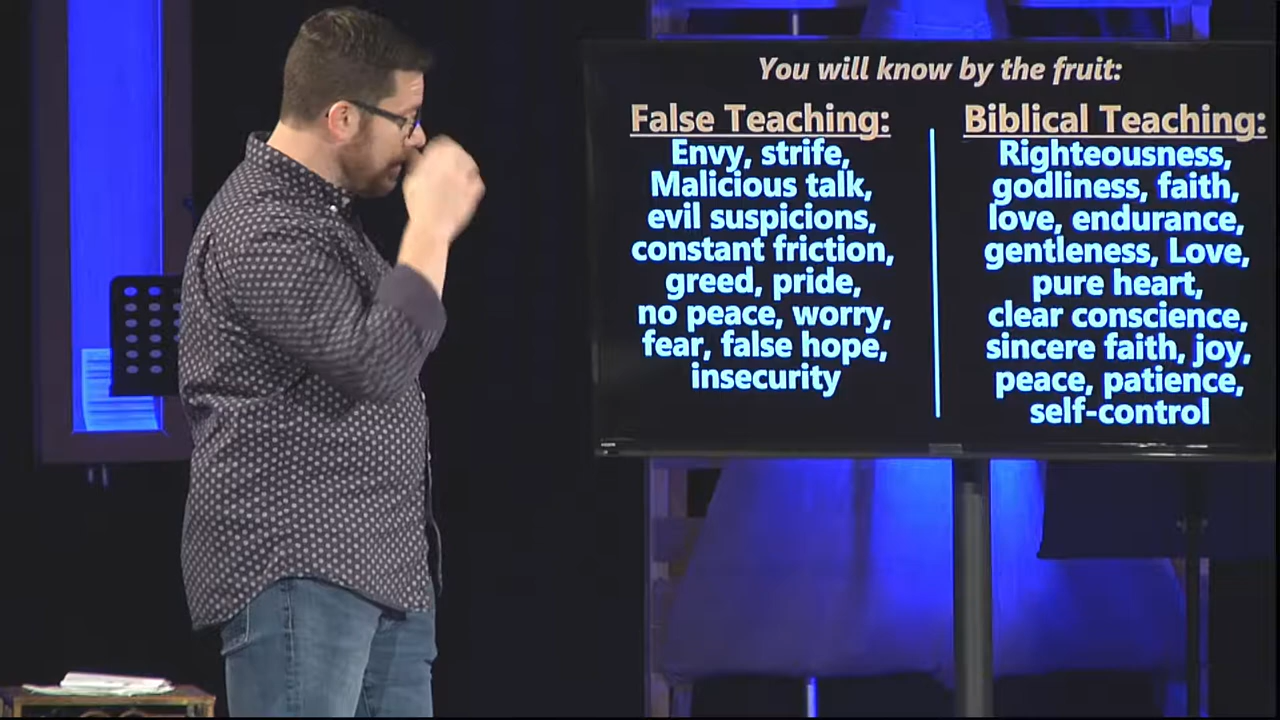 You will know by the fruit:
False Teaching:
Envy, strife,
Malicious talk,
evil suspicions,
constant friction,
greed, pride,
no peace, worry,
fear, false hope,
insecurity
Biblical Teaching:
Righteousness,
godliness, faith,
love, endurance,
gentleness, Love,
pure heart,
clear conscience,
sincere faith, joy,
peace, patience,
self-control